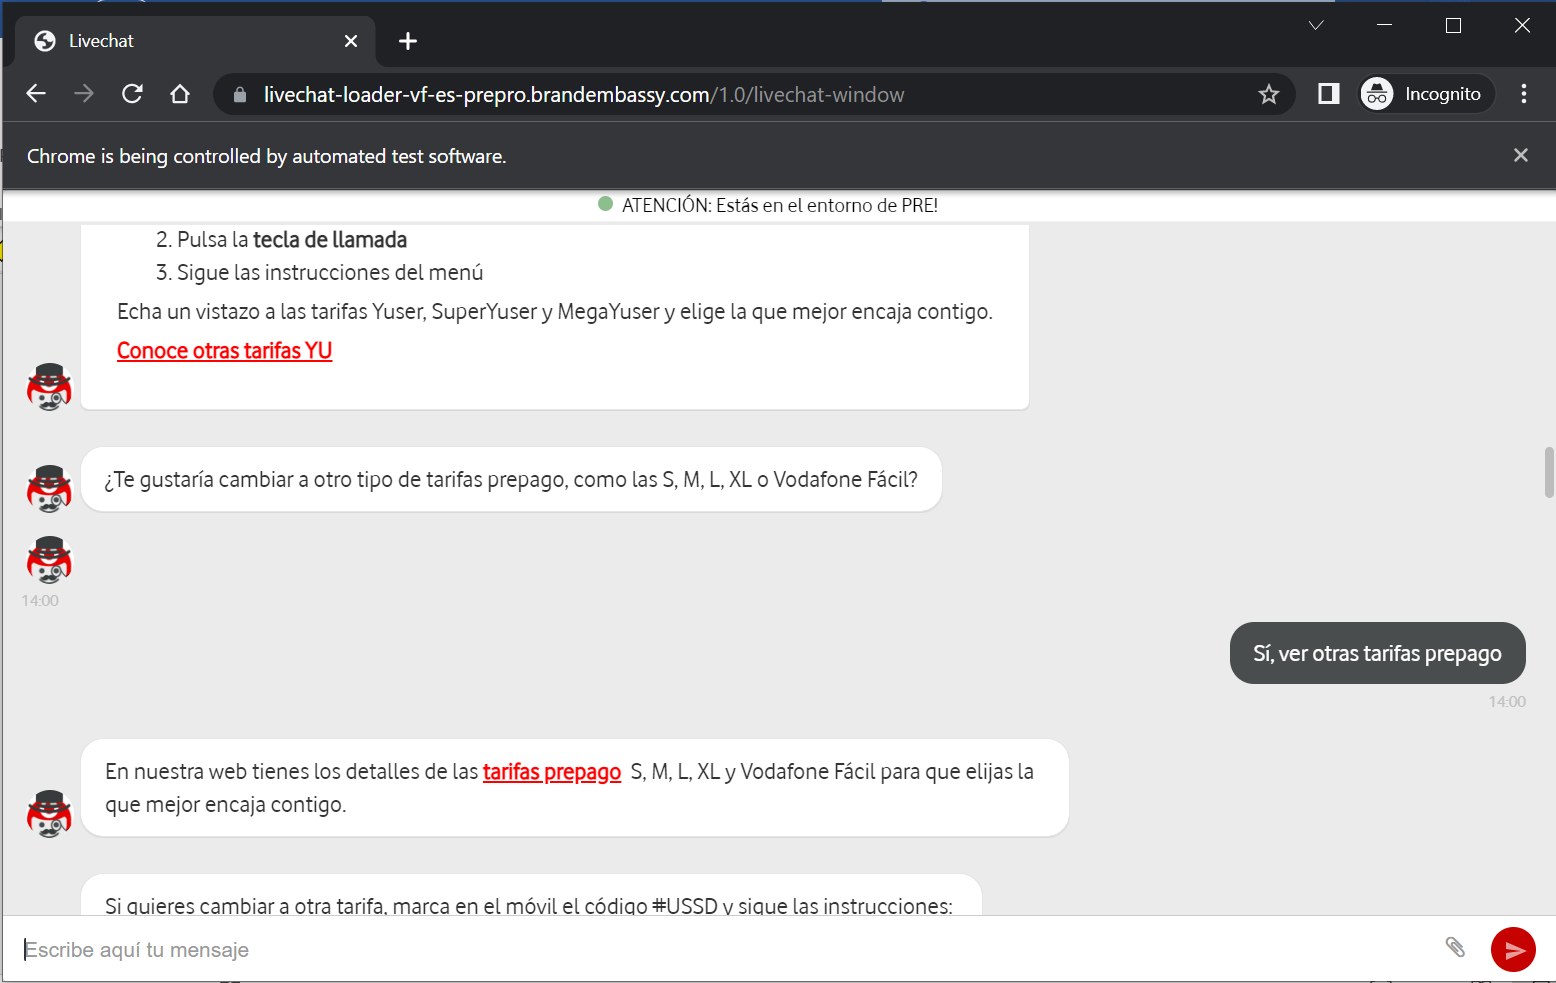 Livechat
livechat-loader-vf-es-prepro.brandembassy.com/1.0/livechat-window
Incognito
Chrome is being controlled by automated test software.
ATENCIÓN: Estás en el entorno de PRE!
2. Pulsa la tecla de llamada
3. Sigue las instrucciones del menú
Echa un vistazo a las tarifas Yuser, SuperYuser y MegaYuser y elige la que mejor encaja contigo.
Conoce otras tarifas YU
¿Te gustaría cambiar a otro tipo de tarifas prepago, como las S, M, L, XL o Vodafone Fácil?
14:00
Sí, ver otras tarifas prepago
14:00
En nuestra web tienes los detalles de las tarifas prepago S, M, L, XL y Vodafone Fácil para que elijas la
que mejor encaja contigo.
Si quieres cambiar a otra tarifa, marca en el móvil el código #USSD y sigue las instrucciones:
Escribe aquí tu mensaje